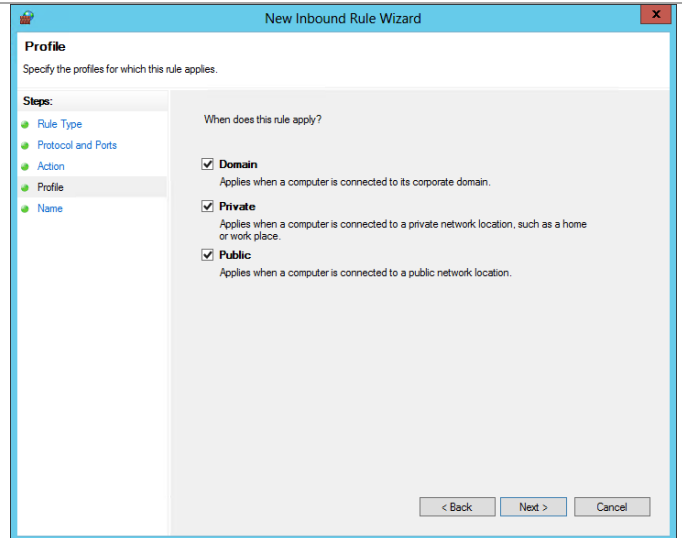 New Inbound Rule Wizard
x
Profile
Specify the profiles for which this rule applies.
Steps:
Rule Type
Protocol and Ports
Action
Profile
Name
When does this rule apply?
Domain
Applies when a computer is connected to its corporate domain.
Private
Applies when a computer is connected to a private network location, such as a home
or work place.
Public
Applies when a computer is connected to a public network location.
< Back
Next >
Cancel